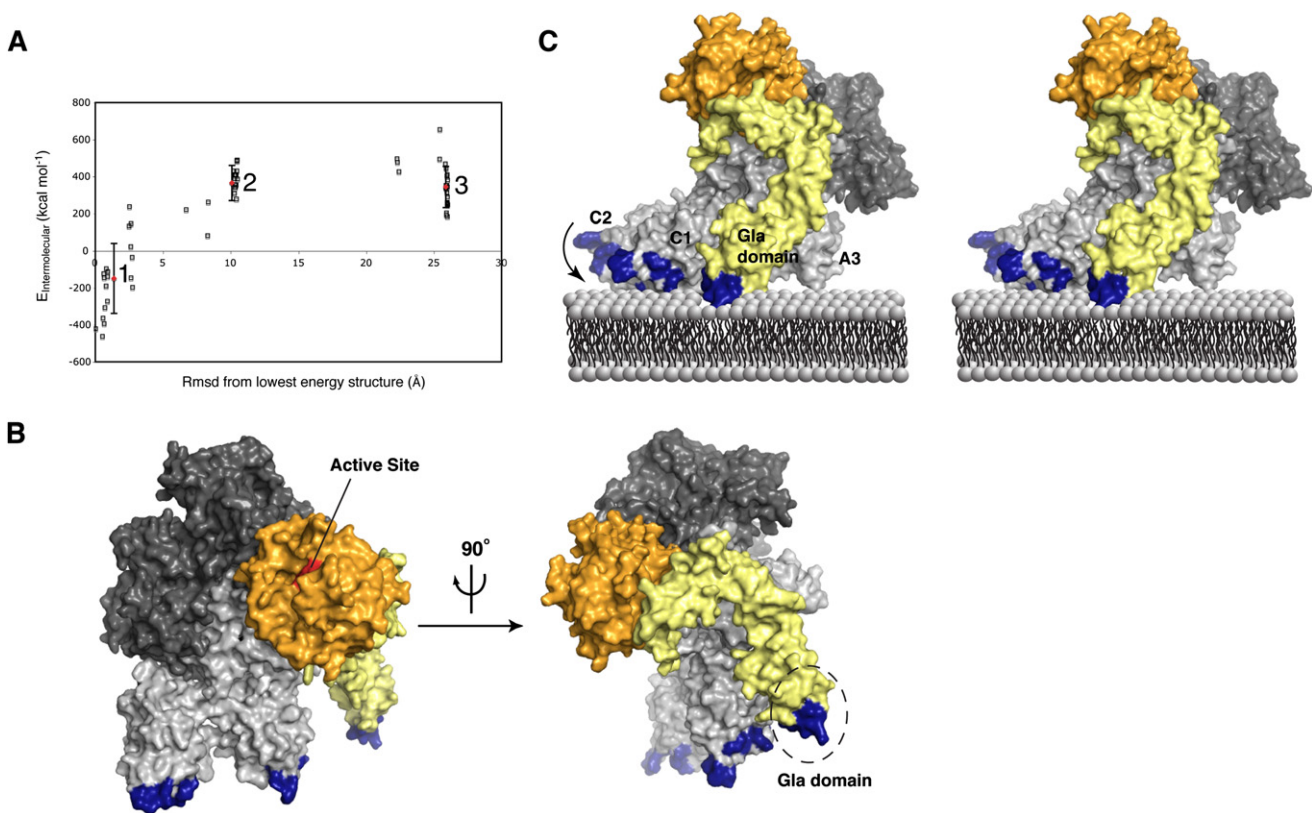 A
E Intermolecular (kcal mol⁻¹)
800
600
400
200
0
-200
-400
-600
0
5
10
15
20
25
30
1
2
3
Rmsd from lowest energy structure (Å)
C
C2
C1
Gla
domain
A3
B
Active Site
90°
Gla domain